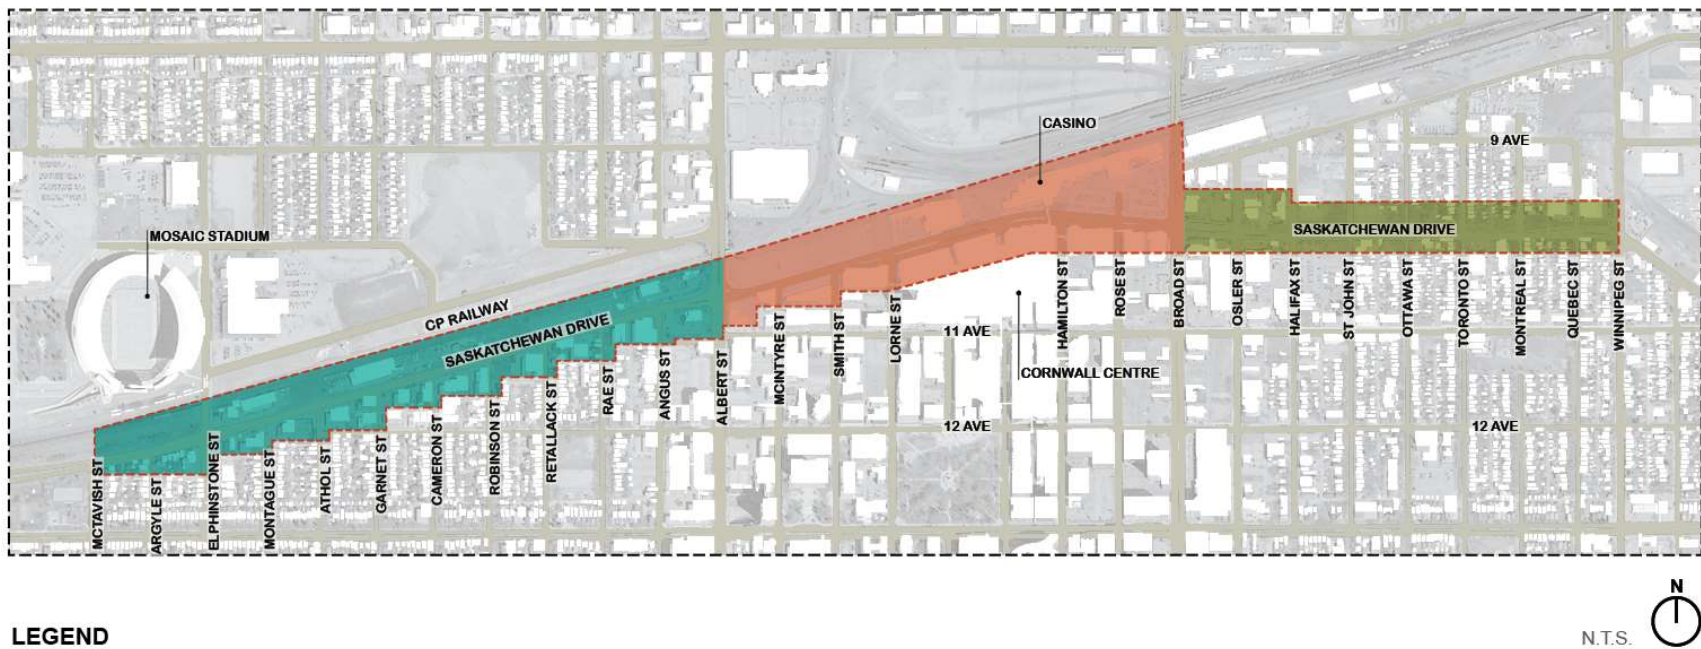 CASINO
9 AVE
MOSAIC STADIUM
SASKATCHEWAN DRIVE
CP RAILWAY
SASKATCHEWAN DRIVE
MCTAVISH ST
ARGYLE ST
ELPHINSTONE ST
MONTAGUE ST
ATHOL ST
GARNET ST
CAMERON ST
ROBINSON ST
RETALLACK ST
RAE ST
ANGUS ST
ALBERT ST
MCINTYRE ST
SMITH ST
LORNE ST
HAMILTON ST
ROSE ST
BROAD ST
OSLER ST
HALIFAX ST
ST JOHN ST
OTTAWA ST
TORONTO ST
MONTREAL ST
QUEBEC ST
WINNIPEG ST
11 AVE
CORNWALL CENTRE
12 AVE
12 AVE
N
LEGEND
N.T.S.